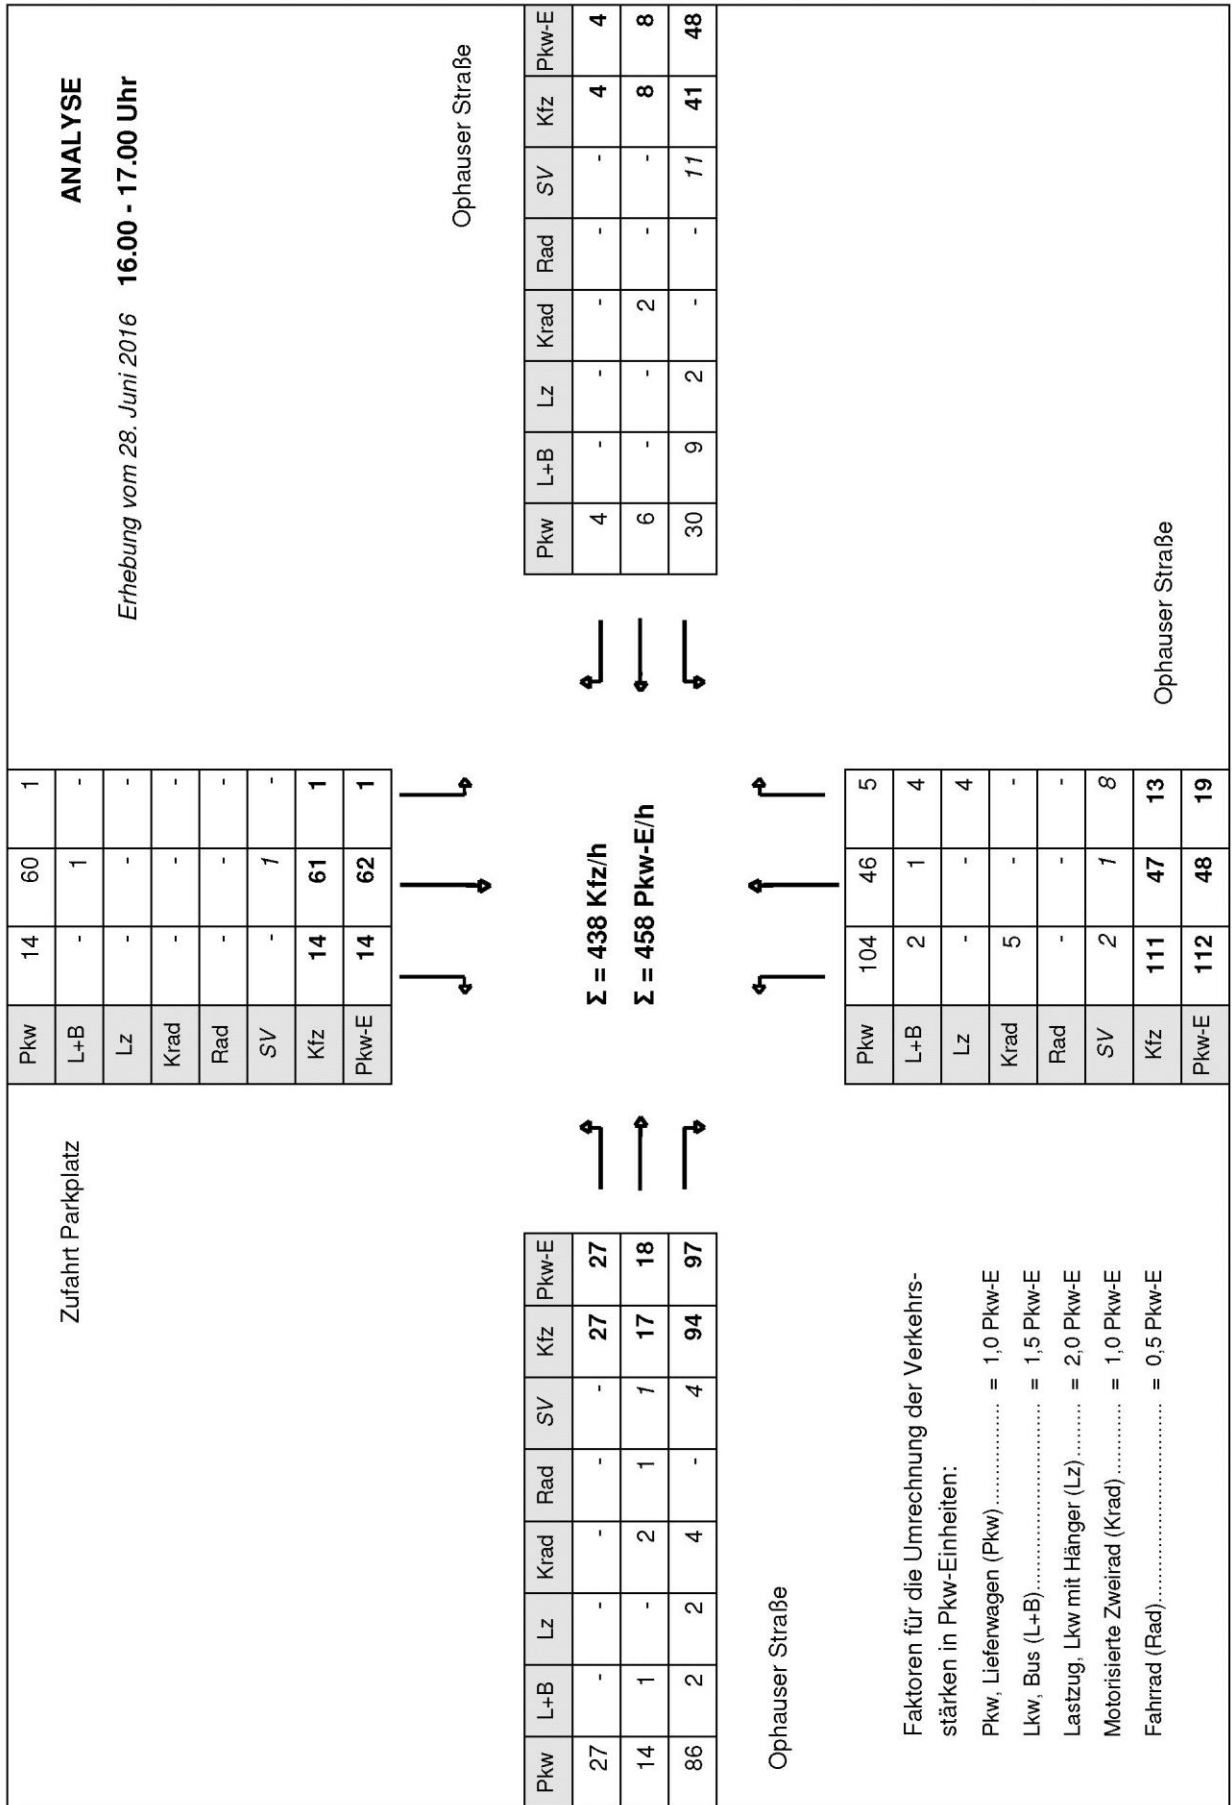 ANALYSE
Erhebung vom 28. Juni 2016 16.00 - 17.00 Uhr
Zufahrt Parkplatz
Pkw 14 60 1
L+B - 1 -
Lz - - -
Krad - - -
Rad - - -
SV - 1 -
Kfz 14 61 1
Pkw-E 14 62 1
Ophauser Straße
Pkw L+B Lz Krad Rad SV Kfz Pkw-E
4 - - - - - 4 4
6 - - 2 - - 8 8
30 9 2 - - 11 41 48
Σ = 438 Kfz/h
Σ = 458 Pkw-E/h
Pkw L+B Lz Krad Rad SV Kfz Pkw-E
27 - - - - - 27 27
14 1 - 2 1 1 17 18
86 2 2 4 - 4 94 97
Ophauser Straße
Pkw 104 46 5
L+B 2 1 4
Lz - - 4
Krad 5 - -
Rad - - -
SV 2 1 8
Kfz 111 47 13
Pkw-E 112 48 19
Ophauser Straße
Faktoren für die Umrechnung der Verkehrs-
stärken in Pkw-Einheiten:
Pkw, Lieferwagen (Pkw)................. = 1,0 Pkw-E
Lkw, Bus (L+B)................................ = 1,5 Pkw-E
Lastzug, Lkw mit Hänger (Lz).......... = 2,0 Pkw-E
Motorisierte Zweirad (Krad)............. = 1,0 Pkw-E
Fahrrad (Rad)................................... = 0,5 Pkw-E